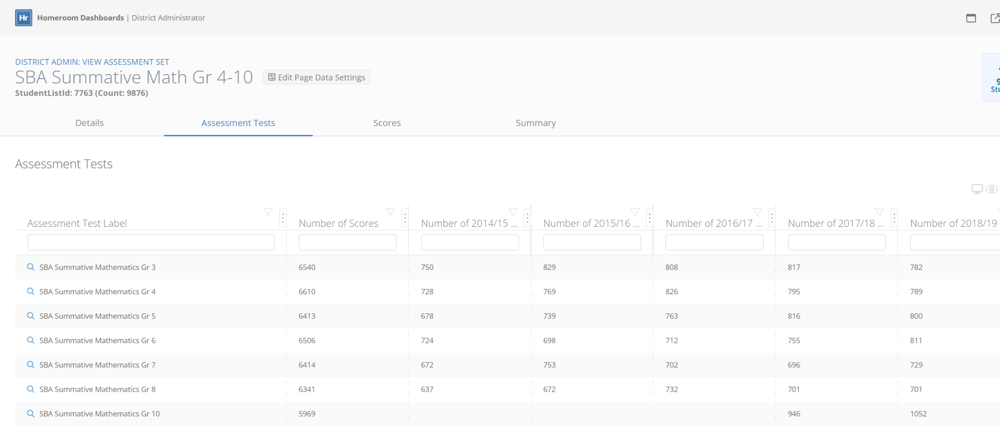 Hr Homeroom Dashboards | District Administrator
DISTRICT ADMIN: VIEW ASSESSMENT SET
SBA Summative Math Gr 4-10 Edit Page Data Settings
StudentListId: 7763 (Count: 9876)
Details Assessment Tests Scores Summary
Assessment Tests
Assessment Test Label Number of Scores Number of 2014/15 ... Number of 2015/16 ... Number of 2016/17 ... Number of 2017/18 ... Number of 2018/19
SBA Summative Mathematics Gr 3 6540 750 829 808 817 782
SBA Summative Mathematics Gr 4 6610 728 769 826 795 789
SBA Summative Mathematics Gr 5 6413 678 739 763 816 800
SBA Summative Mathematics Gr 6 6506 724 698 712 755 811
SBA Summative Mathematics Gr 7 6414 672 753 702 696 729
SBA Summative Mathematics Gr 8 6341 637 672 732 701 701
SBA Summative Mathematics Gr 10 5969 946 1052